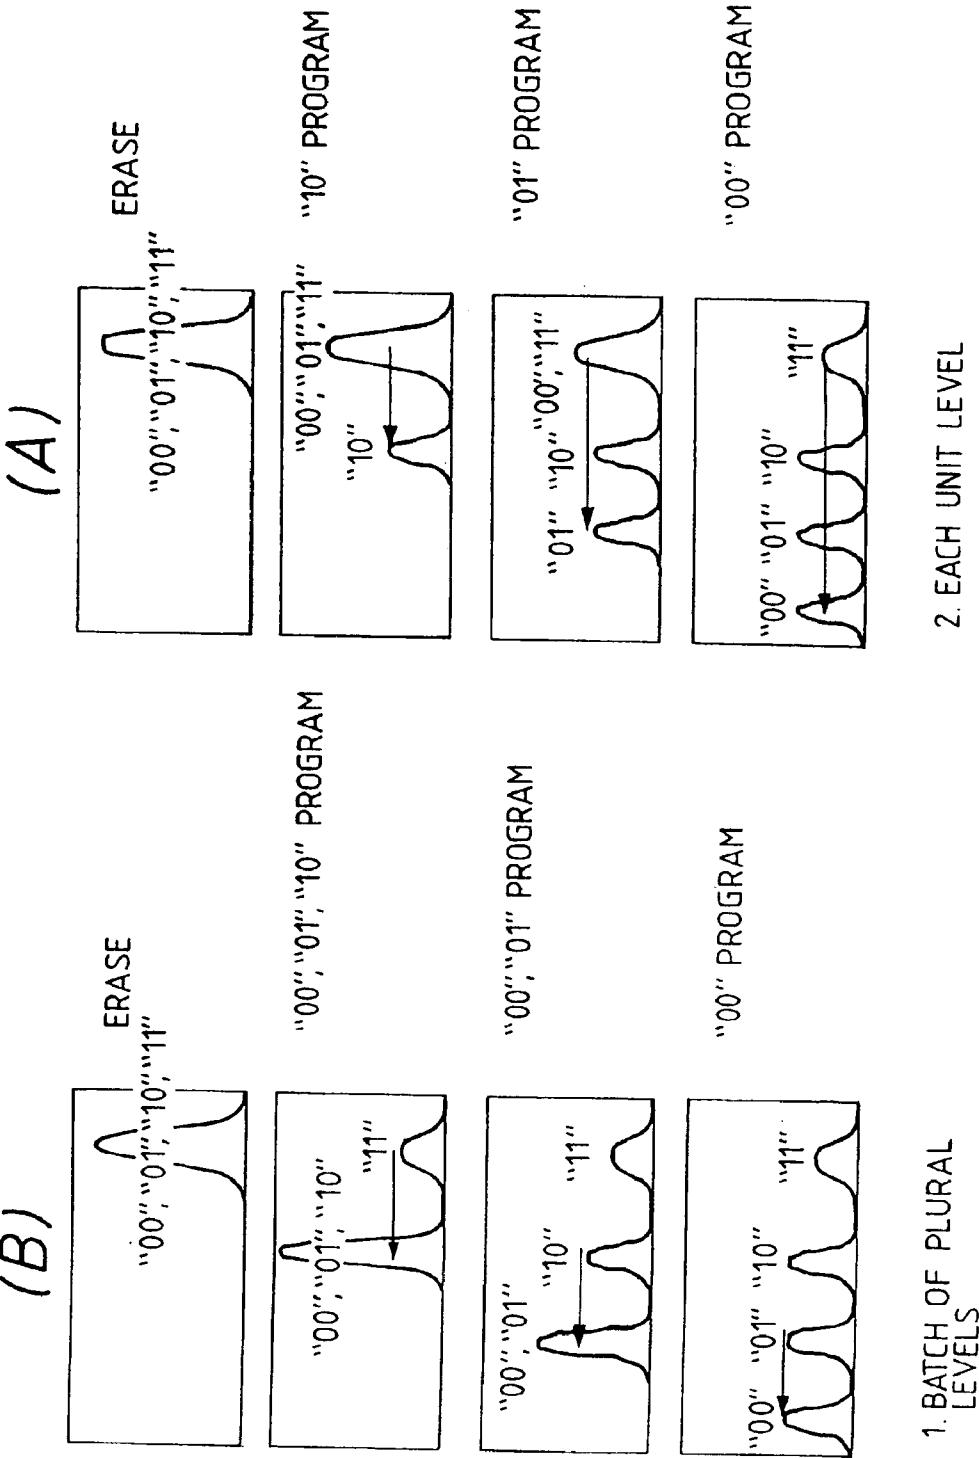 (A)
ERASE
"00","01","10","11"
"10" PROGRAM
"00","01","11"
"10"
"01" PROGRAM
"00","11"
"10"
"01"
"00" PROGRAM
"00" "01" "10" "11"
2. EACH UNIT LEVEL
(B)
ERASE
"00","01","10","11"
"00","01","10" PROGRAM
"00","01","10"
"11"
"00","01" PROGRAM
"00","01"
"10"
"11"
"00" PROGRAM
"00" "01" "10" "11"
1. BATCH OF PLURAL
LEVELS